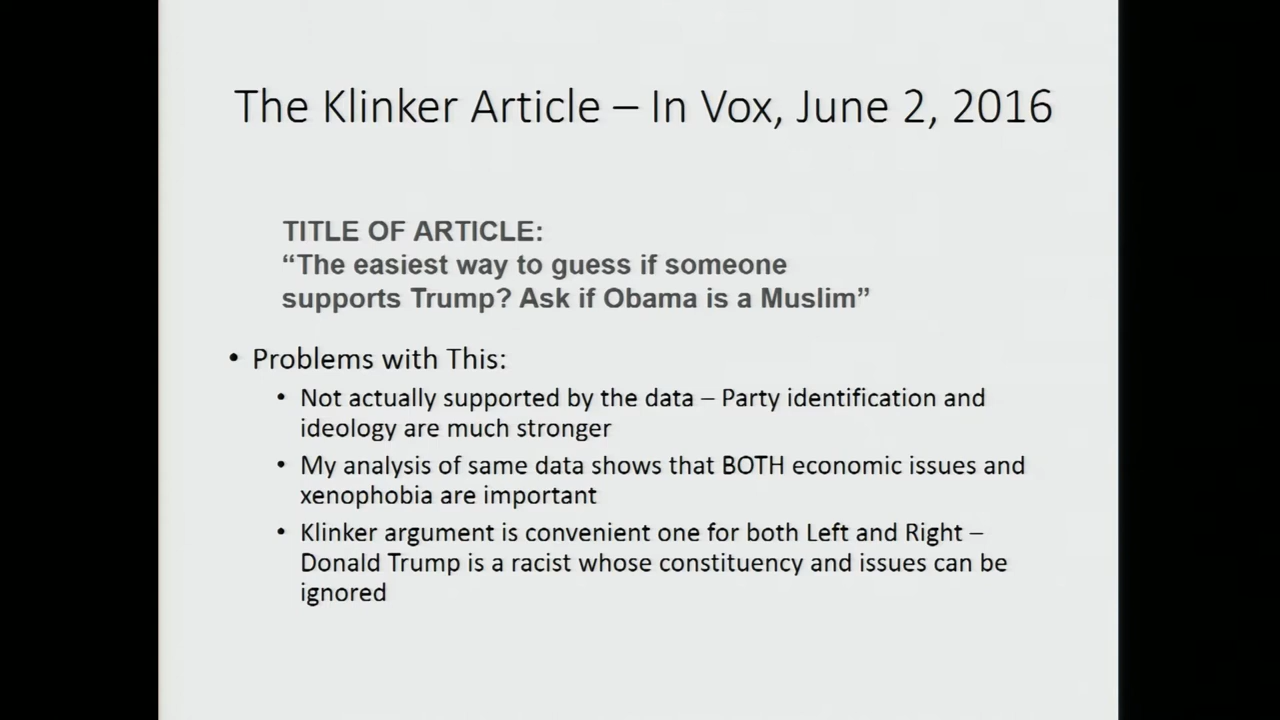 The Klinker Article – In Vox, June 2, 2016
TITLE OF ARTICLE:
“The easiest way to guess if someone
supports Trump? Ask if Obama is a Muslim”
• Problems with This:
• Not actually supported by the data – Party identification and
ideology are much stronger
• My analysis of same data shows that BOTH economic issues and
xenophobia are important
• Klinker argument is convenient one for both Left and Right –
Donald Trump is a racist whose constituency and issues can be
ignored